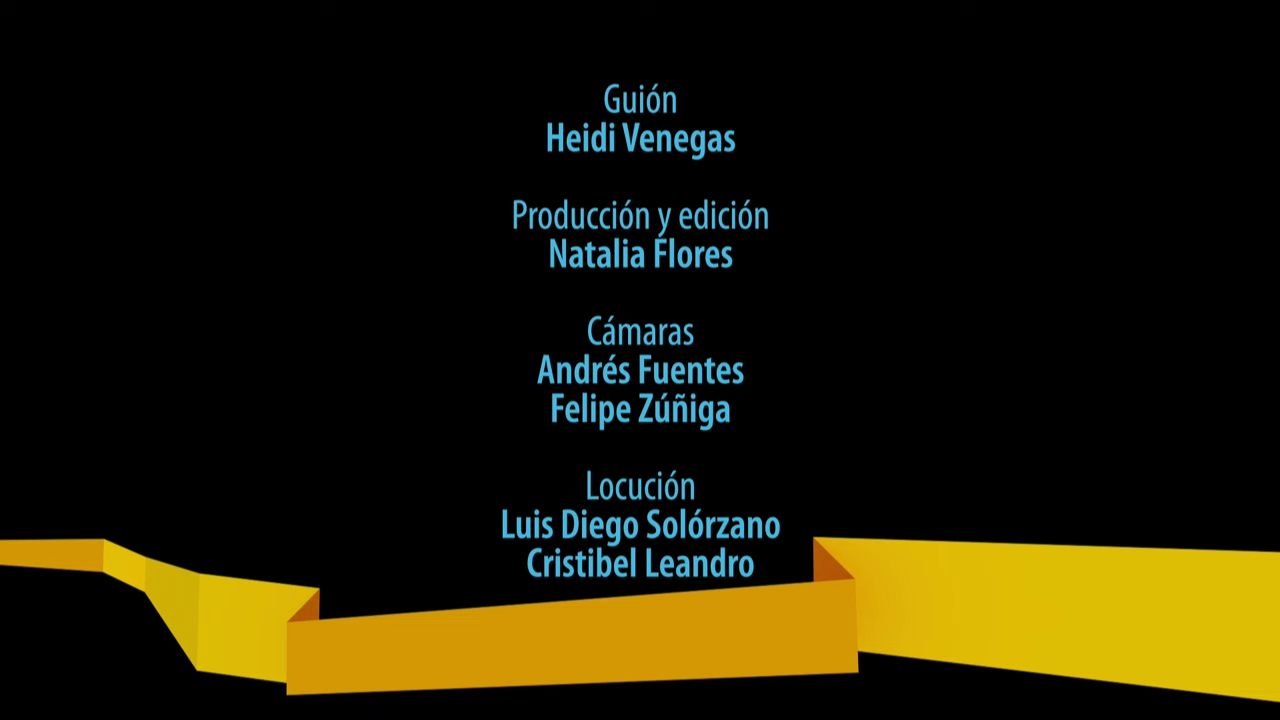 Guión
Heidi Venegas
Producción y edición
Natalia Flores
Cámaras
Andrés Fuentes
Felipe Zúñiga
Locución
Luis Diego Solórzano
Cristibel Leandro